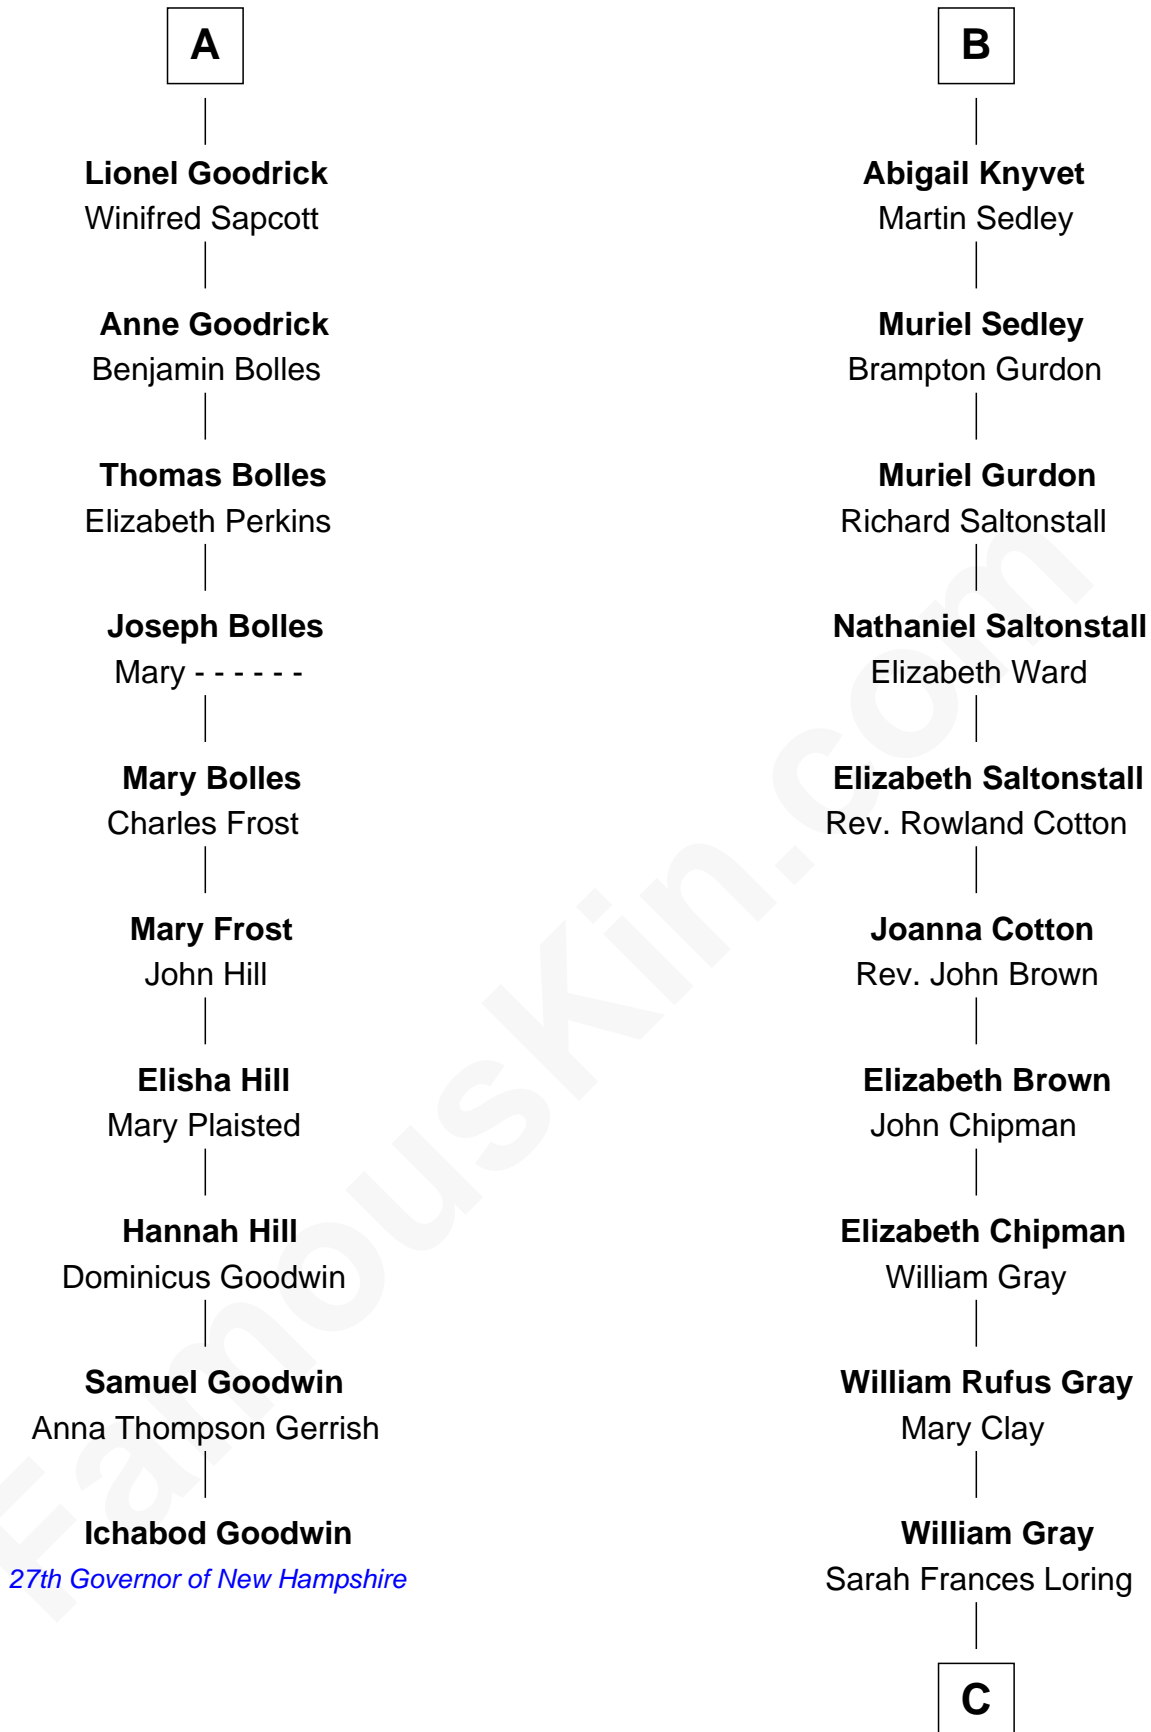 A
Lionel Goodrick
Winifred Sapcott
Anne Goodrick
Benjamin Bolles
Thomas Bolles
Elizabeth Perkins
Joseph Bolles
Mary - - - - - -
Mary Bolles
Charles Frost
Mary Frost
John Hill
Elisha Hill
Mary Plaisted
Hannah Hill
Dominicus Goodwin
Samuel Goodwin
Anna Thompson Gerrish
Ichabod Goodwin
27th Governor of New Hampshire
B
Abigail Knyvet
Martin Sedley
Muriel Sedley
Brampton Gurdon
Muriel Gurdon
Richard Saltonstall
Nathaniel Saltonstall
Elizabeth Ward
Elizabeth Saltonstall
Rev. Rowland Cotton
Joanna Cotton
Rev. John Brown
Elizabeth Brown
John Chipman
Elizabeth Chipman
William Gray
William Rufus Gray
Mary Clay
William Gray
Sarah Frances Loring
C
FamousKin.com